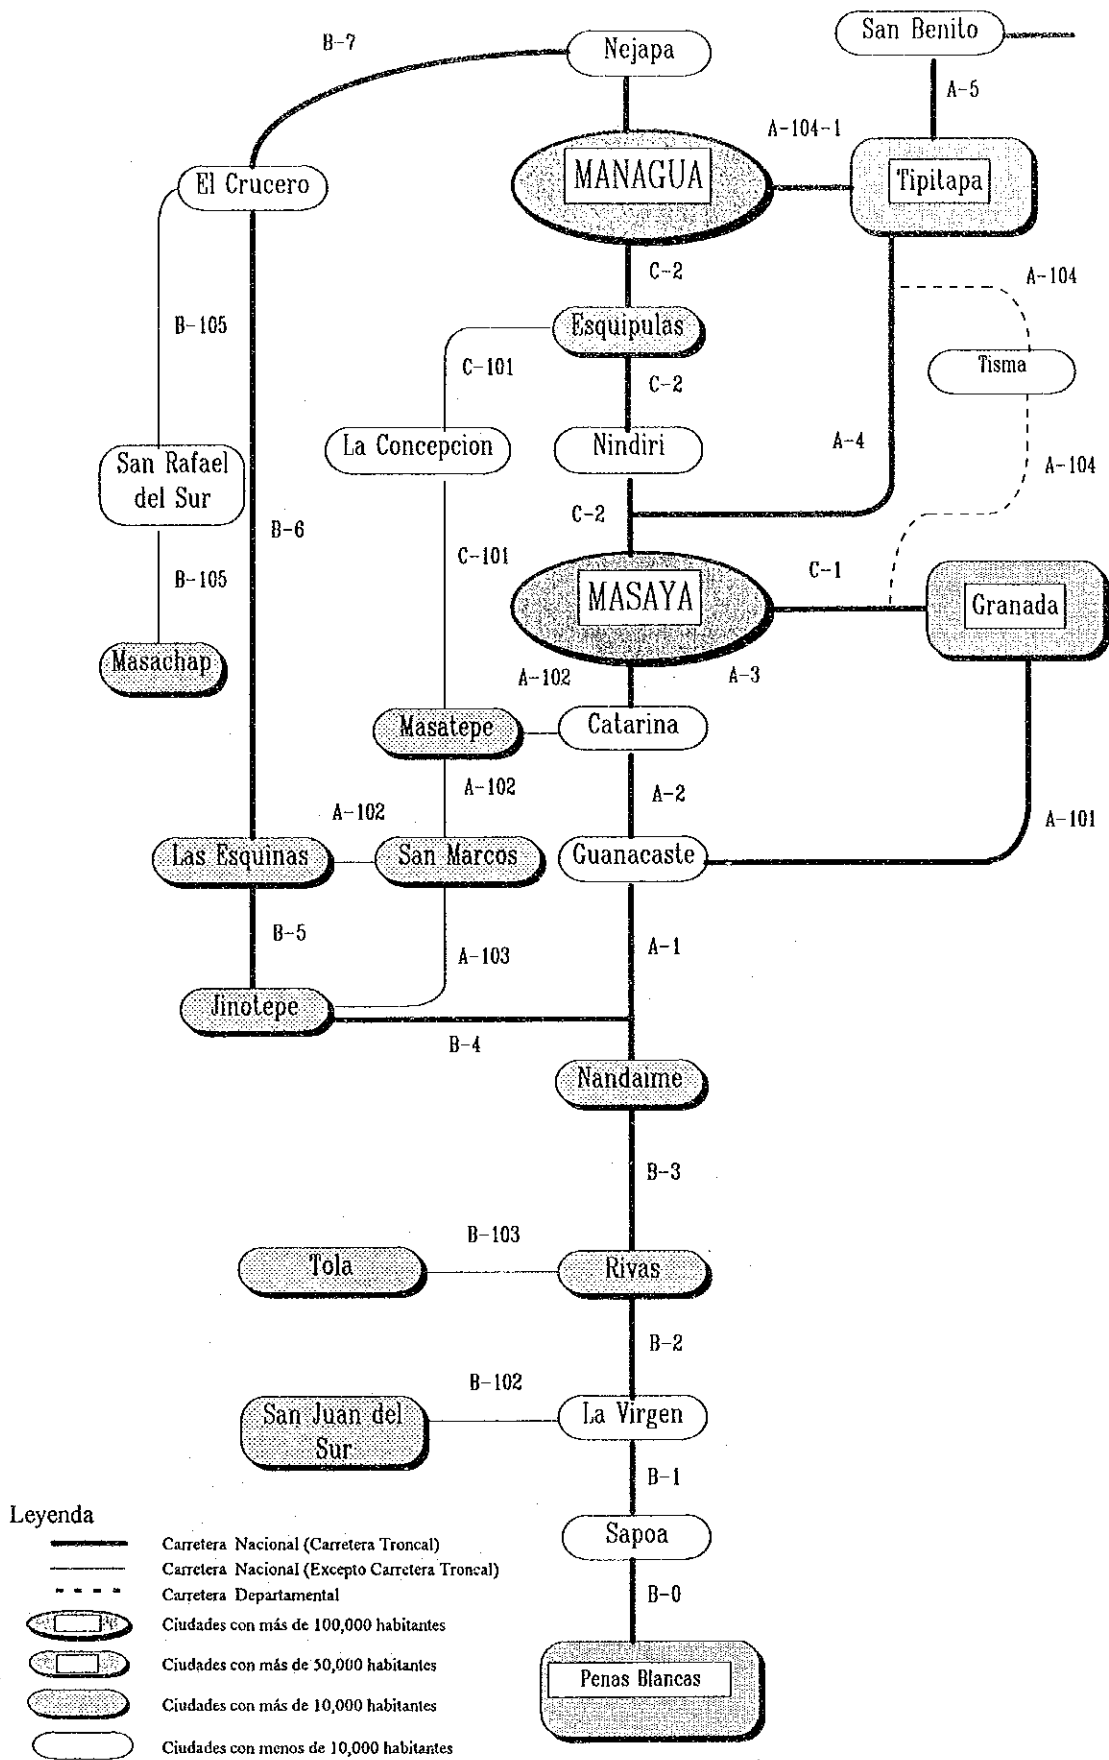 San Benito
B-7
Nejapa
A-5
A-104-1
MANAGUA
Tipitapa
El Crucero
C-2
A-104
Esquipulas
B-105
C-101
C-2
Tisma
La Concepcion
Nindiri
A-4
San Rafael
del Sur
A-104
C-2
B-6
C-101
B-105
C-1
MASAYA
Granada
Masachap
A-102
A-3
Masatepe
Catarina
A-102
A-2
A-102
A-101
Las Esquinas
San Marcos
Guanacaste
B-5
A-103
A-1
Jinotepe
B-4
Nandaime
B-3
B-103
Tola
Rivas
B-2
B-102
San Juan del
Sur
La Virgen
B-1
Leyenda
Sapoa
Carretera Nacional (Carretera Troncal)
Carretera Nacional (Excepto Carretera Troncal)
Carretera Departamental
B-0
Ciudades con más de 100,000 habitantes
Ciudades con más de 50,000 habitantes
Penas Blancas
Ciudades con más de 10,000 habitantes
Ciudades con menos de 10,000 habitantes